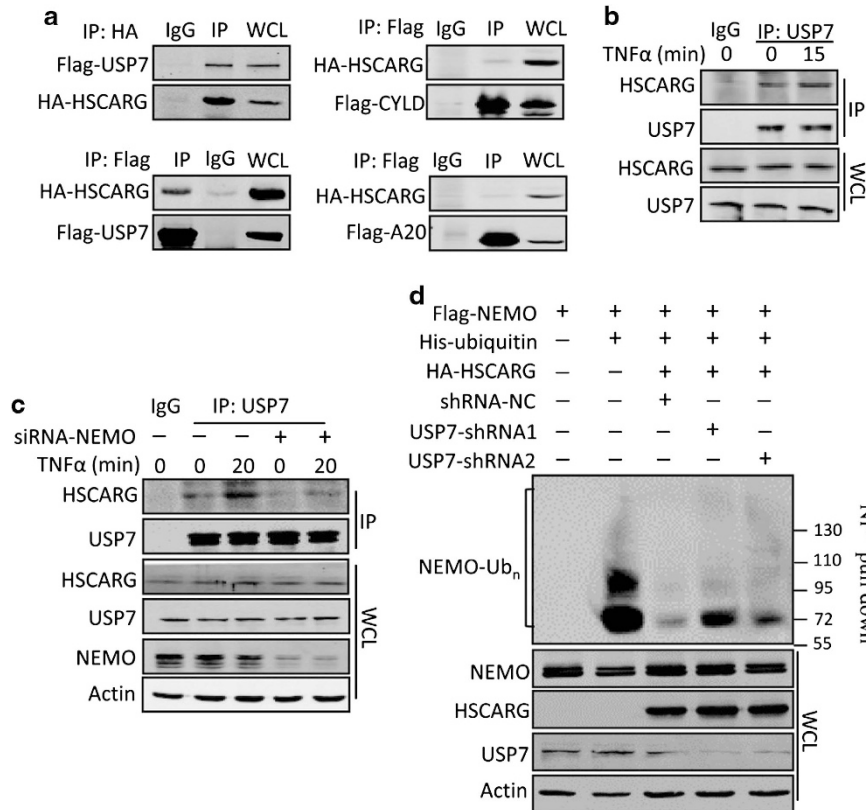 a
IP: HA IgG IP WCL
Flag-USP7
HA-HSCARG
IP: Flag IgG IP WCL
HA-HSCARG
Flag-CYLD
IP: Flag IP IgG WCL
HA-HSCARG
Flag-USP7
IP: Flag IgG IP WCL
HA-HSCARG
Flag-A20
b
IgG IP: USP7
TNFα (min) 0 0 15
HSCARG
USP7
IP
HSCARG
USP7
WCL
c
IgG IP: USP7
siRNA-NEMO − − − + +
TNFα (min) 0 0 20 0 20
HSCARG
USP7
IP
HSCARG
USP7
NEMO
Actin
WCL
d
Flag-NEMO + + + + +
His-ubiquitin − + + + +
HA-HSCARG − − + + +
shRNA-NC − − + − −
USP7-shRNA1 − − − + −
USP7-shRNA2 − − − − +
NEMO-Ubn
130
110
95
72
55
NEMO
HSCARG
USP7
Actin
WCL